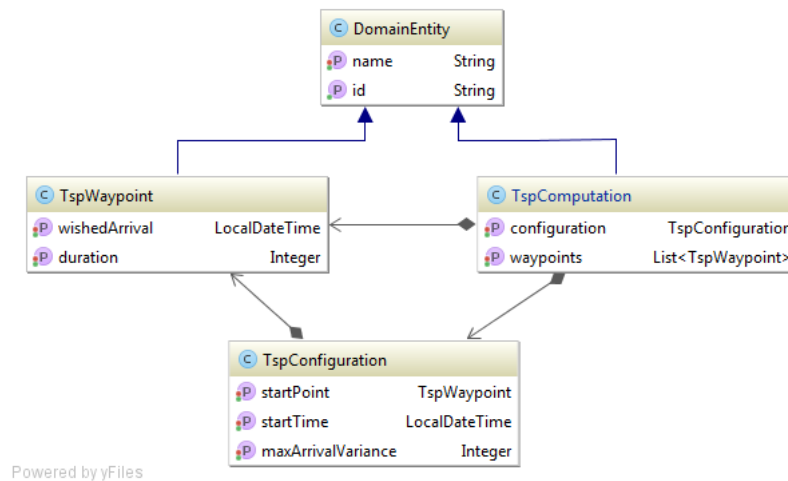 C DomainEntity
P name String
P id String
C TspWaypoint
P wishedArrival LocalDateTime
P duration Integer
C TspComputation
P configuration TspConfiguration
P waypoints List<TspWaypoint>
C TspConfiguration
P startPoint TspWaypoint
P startTime LocalDateTime
P maxArrivalVariance Integer
Powered by yFiles